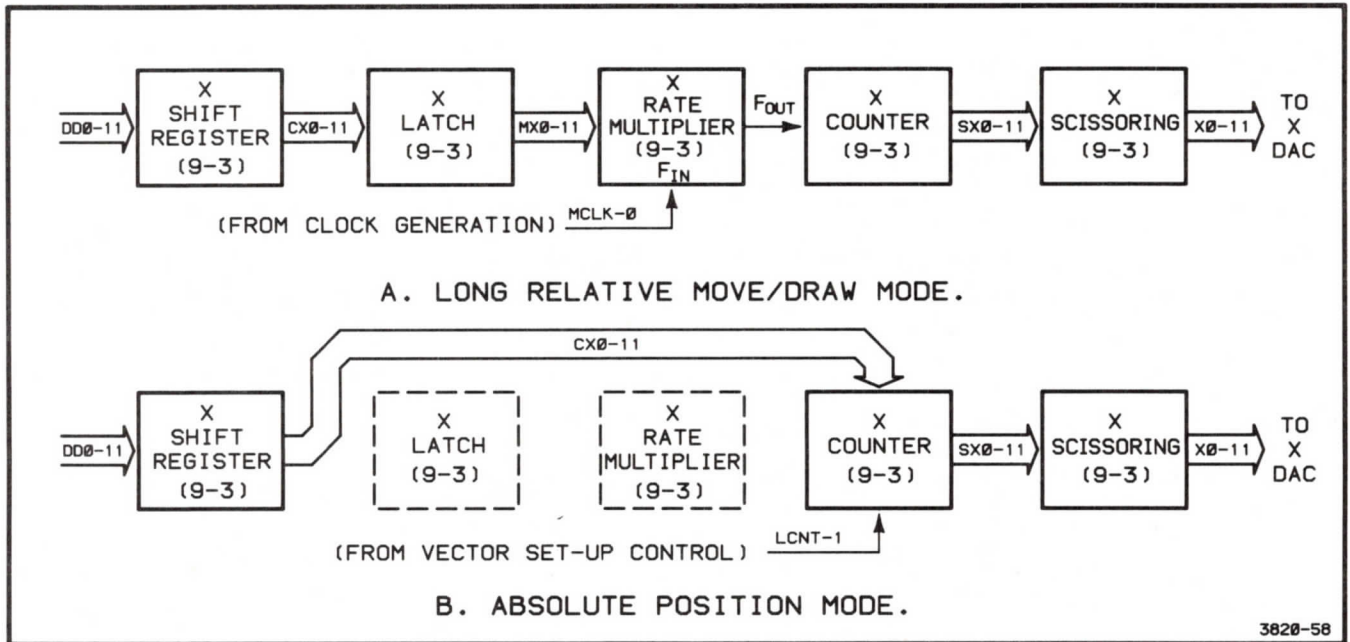 X
SHIFT
REGISTER
(9-3)
X
LATCH
(9-3)
X
RATE
MULTIPLIER
(9-3)
FIN
X
COUNTER
(9-3)
X
SCISSORING
(9-3)
DD0-11
CX0-11
MX0-11
FOUT
SX0-11
X0-11
TO
X
DAC
(FROM CLOCK GENERATION) MCLK-0
A. LONG RELATIVE MOVE/DRAW MODE.
CX0-11
X
SHIFT
REGISTER
(9-3)
X
LATCH
(9-3)
X
RATE
MULTIPLIER
(9-3)
X
COUNTER
(9-3)
X
SCISSORING
(9-3)
DD0-11
SX0-11
X0-11
TO
X
DAC
(FROM VECTOR SET-UP CONTROL) LCNT-1
B. ABSOLUTE POSITION MODE.
3820-58